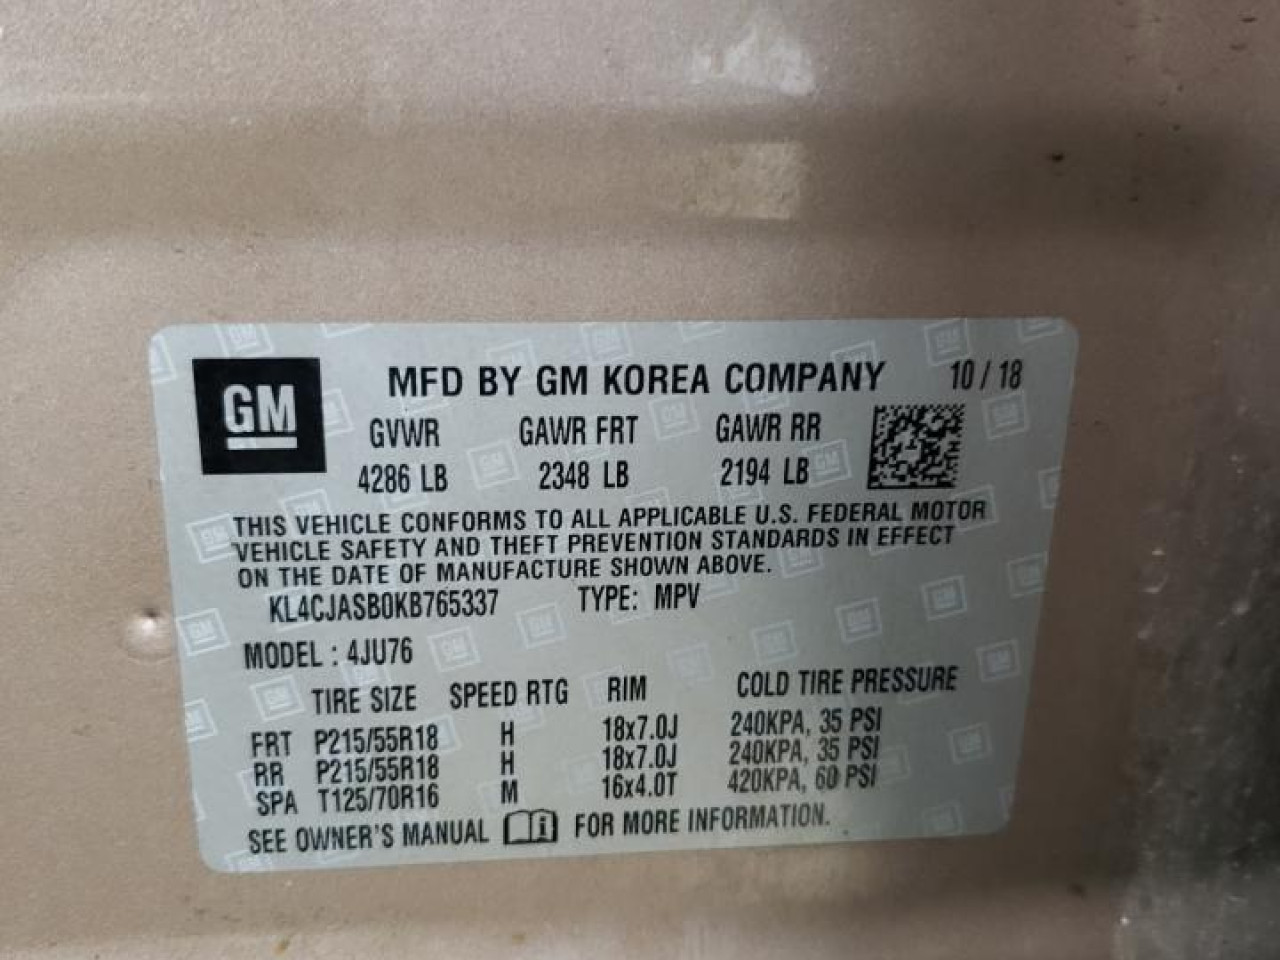 GM
MFD BY GM KOREA COMPANY 10 / 18
GVWR GAWR FRT GAWR RR
4286 LB 2348 LB 2194 LB
THIS VEHICLE CONFORMS TO ALL APPLICABLE U.S. FEDERAL MOTOR
VEHICLE SAFETY AND THEFT PREVENTION STANDARDS IN EFFECT
ON THE DATE OF MANUFACTURE SHOWN ABOVE.
KL4CJASB0KB765337 TYPE: MPV
MODEL : 4JU76
TIRE SIZE SPEED RTG RIM COLD TIRE PRESSURE
FRT P215/55R18 H 18x7.0J 240KPA, 35 PSI
RR P215/55R18 H 18x7.0J 240KPA, 35 PSI
SPA T125/70R16 M 16x4.0T 420KPA, 60 PSI
SEE OWNER'S MANUAL FOR MORE INFORMATION.